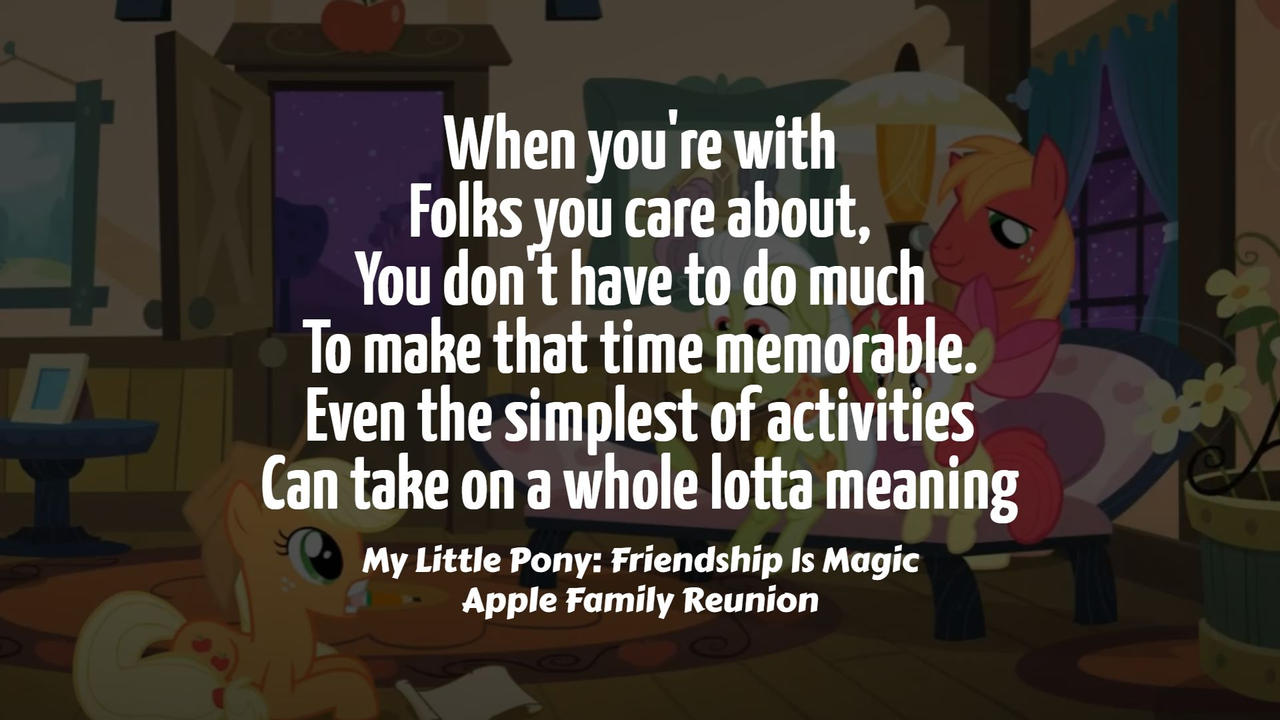 When you're with
Folks you care about,
You don't have to do much
To make that time memorable.
Even the simplest of activities
Can take on a whole lotta meaning
My Little Pony: Friendship Is Magic
Apple Family Reunion